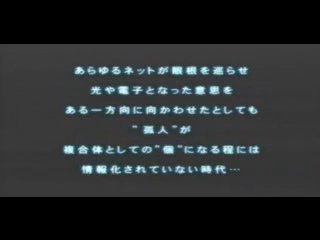 あらゆるネットが眼根を巡らせ
光や電子となった意思を
ある一方向に向かわせたとしても
“孤人”が
複合体としての“個”になる程には
情報化されていない時代…